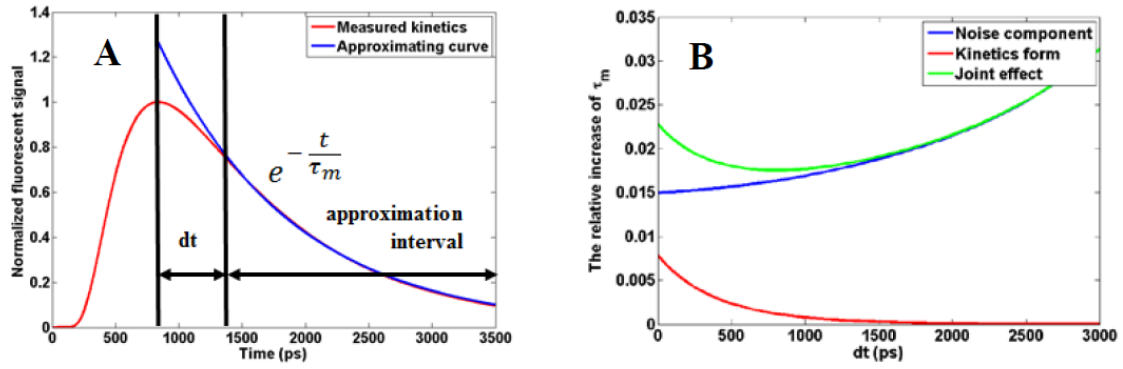 A
Normalized fluorescent signal
1.4
1.2
1
0.8
0.6
0.4
0.2
0
Measured kinetics
Approximating curve
e^{-\frac{t}{\tau_m}}
approximation
interval
dt
0 500 1000 1500 2000 2500 3000 3500
Time (ps)
B
The relative increase of τm
0.035
0.03
0.025
0.02
0.015
0.01
0.005
0
Noise component
Kinetics form
Joint effect
0 500 1000 1500 2000 2500 3000
dt (ps)